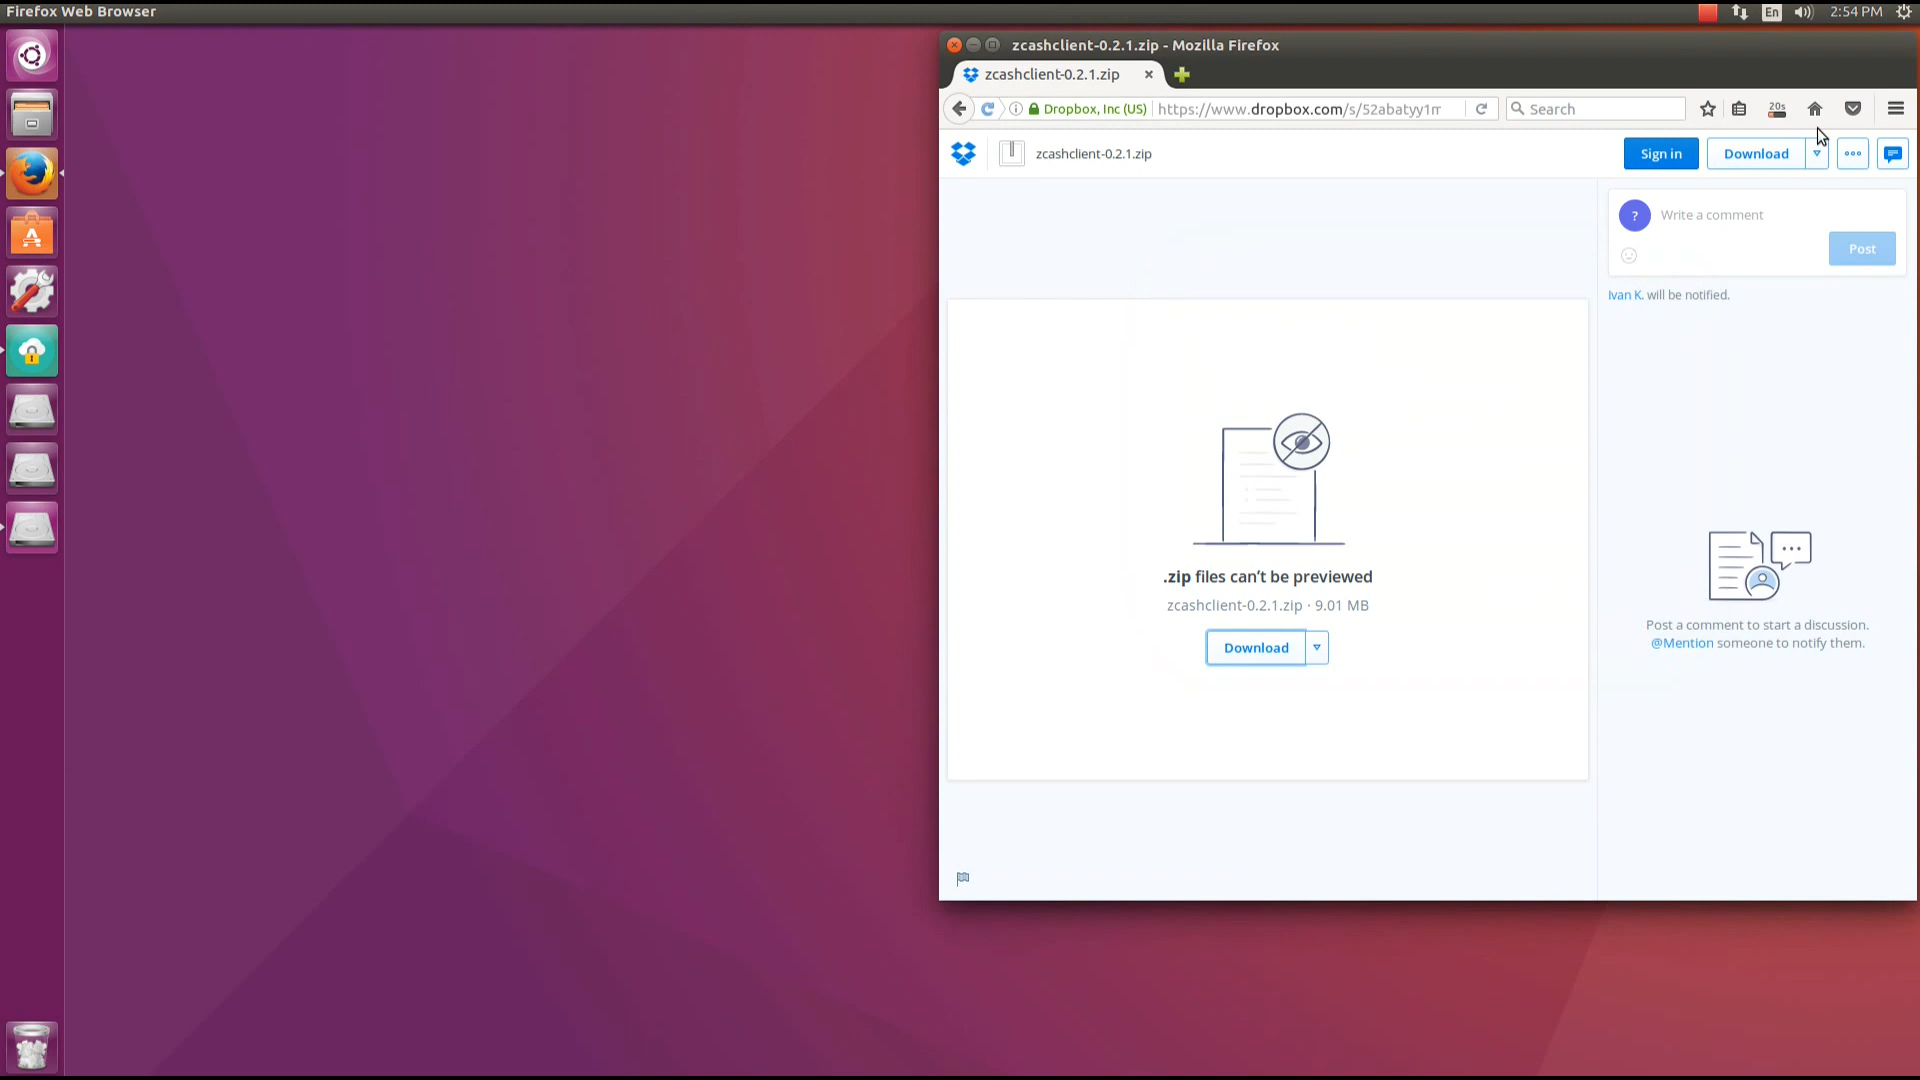 Firefox Web Browser
En
2:54 PM
zcashclient-0.2.1.zip - Mozilla Firefox
zcashclient-0.2.1.zip
Dropbox, Inc (US)
https://www.dropbox.com/s/52abatyy1r
Search
20s
zcashclient-0.2.1.zip
Sign in
Download
?
Write a comment
Post
Ivan K. will be notified.
.zip files can't be previewed
zcashclient-0.2.1.zip · 9.01 MB
Download
Post a comment to start a discussion.
@Mention someone to notify them.